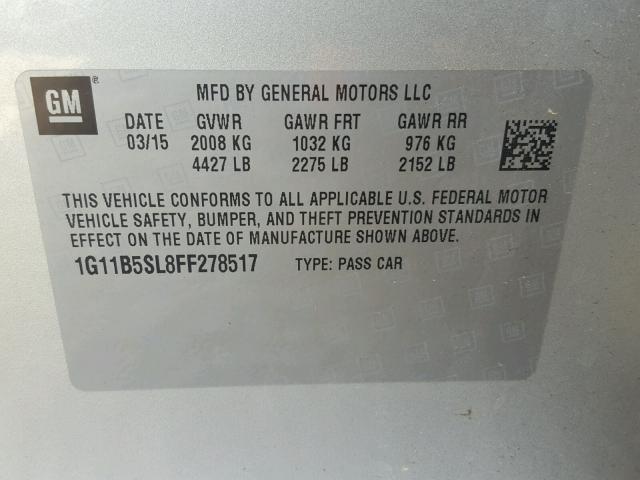 GM ®
MFD BY GENERAL MOTORS LLC
DATE GVWR GAWR FRT GAWR RR
03/15 2008 KG 1032 KG 976 KG
4427 LB 2275 LB 2152 LB
THIS VEHICLE CONFORMS TO ALL APPLICABLE U.S. FEDERAL MOTOR
VEHICLE SAFETY, BUMPER, AND THEFT PREVENTION STANDARDS IN
EFFECT ON THE DATE OF MANUFACTURE SHOWN ABOVE.
1G11B5SL8FF278517 TYPE: PASS CAR